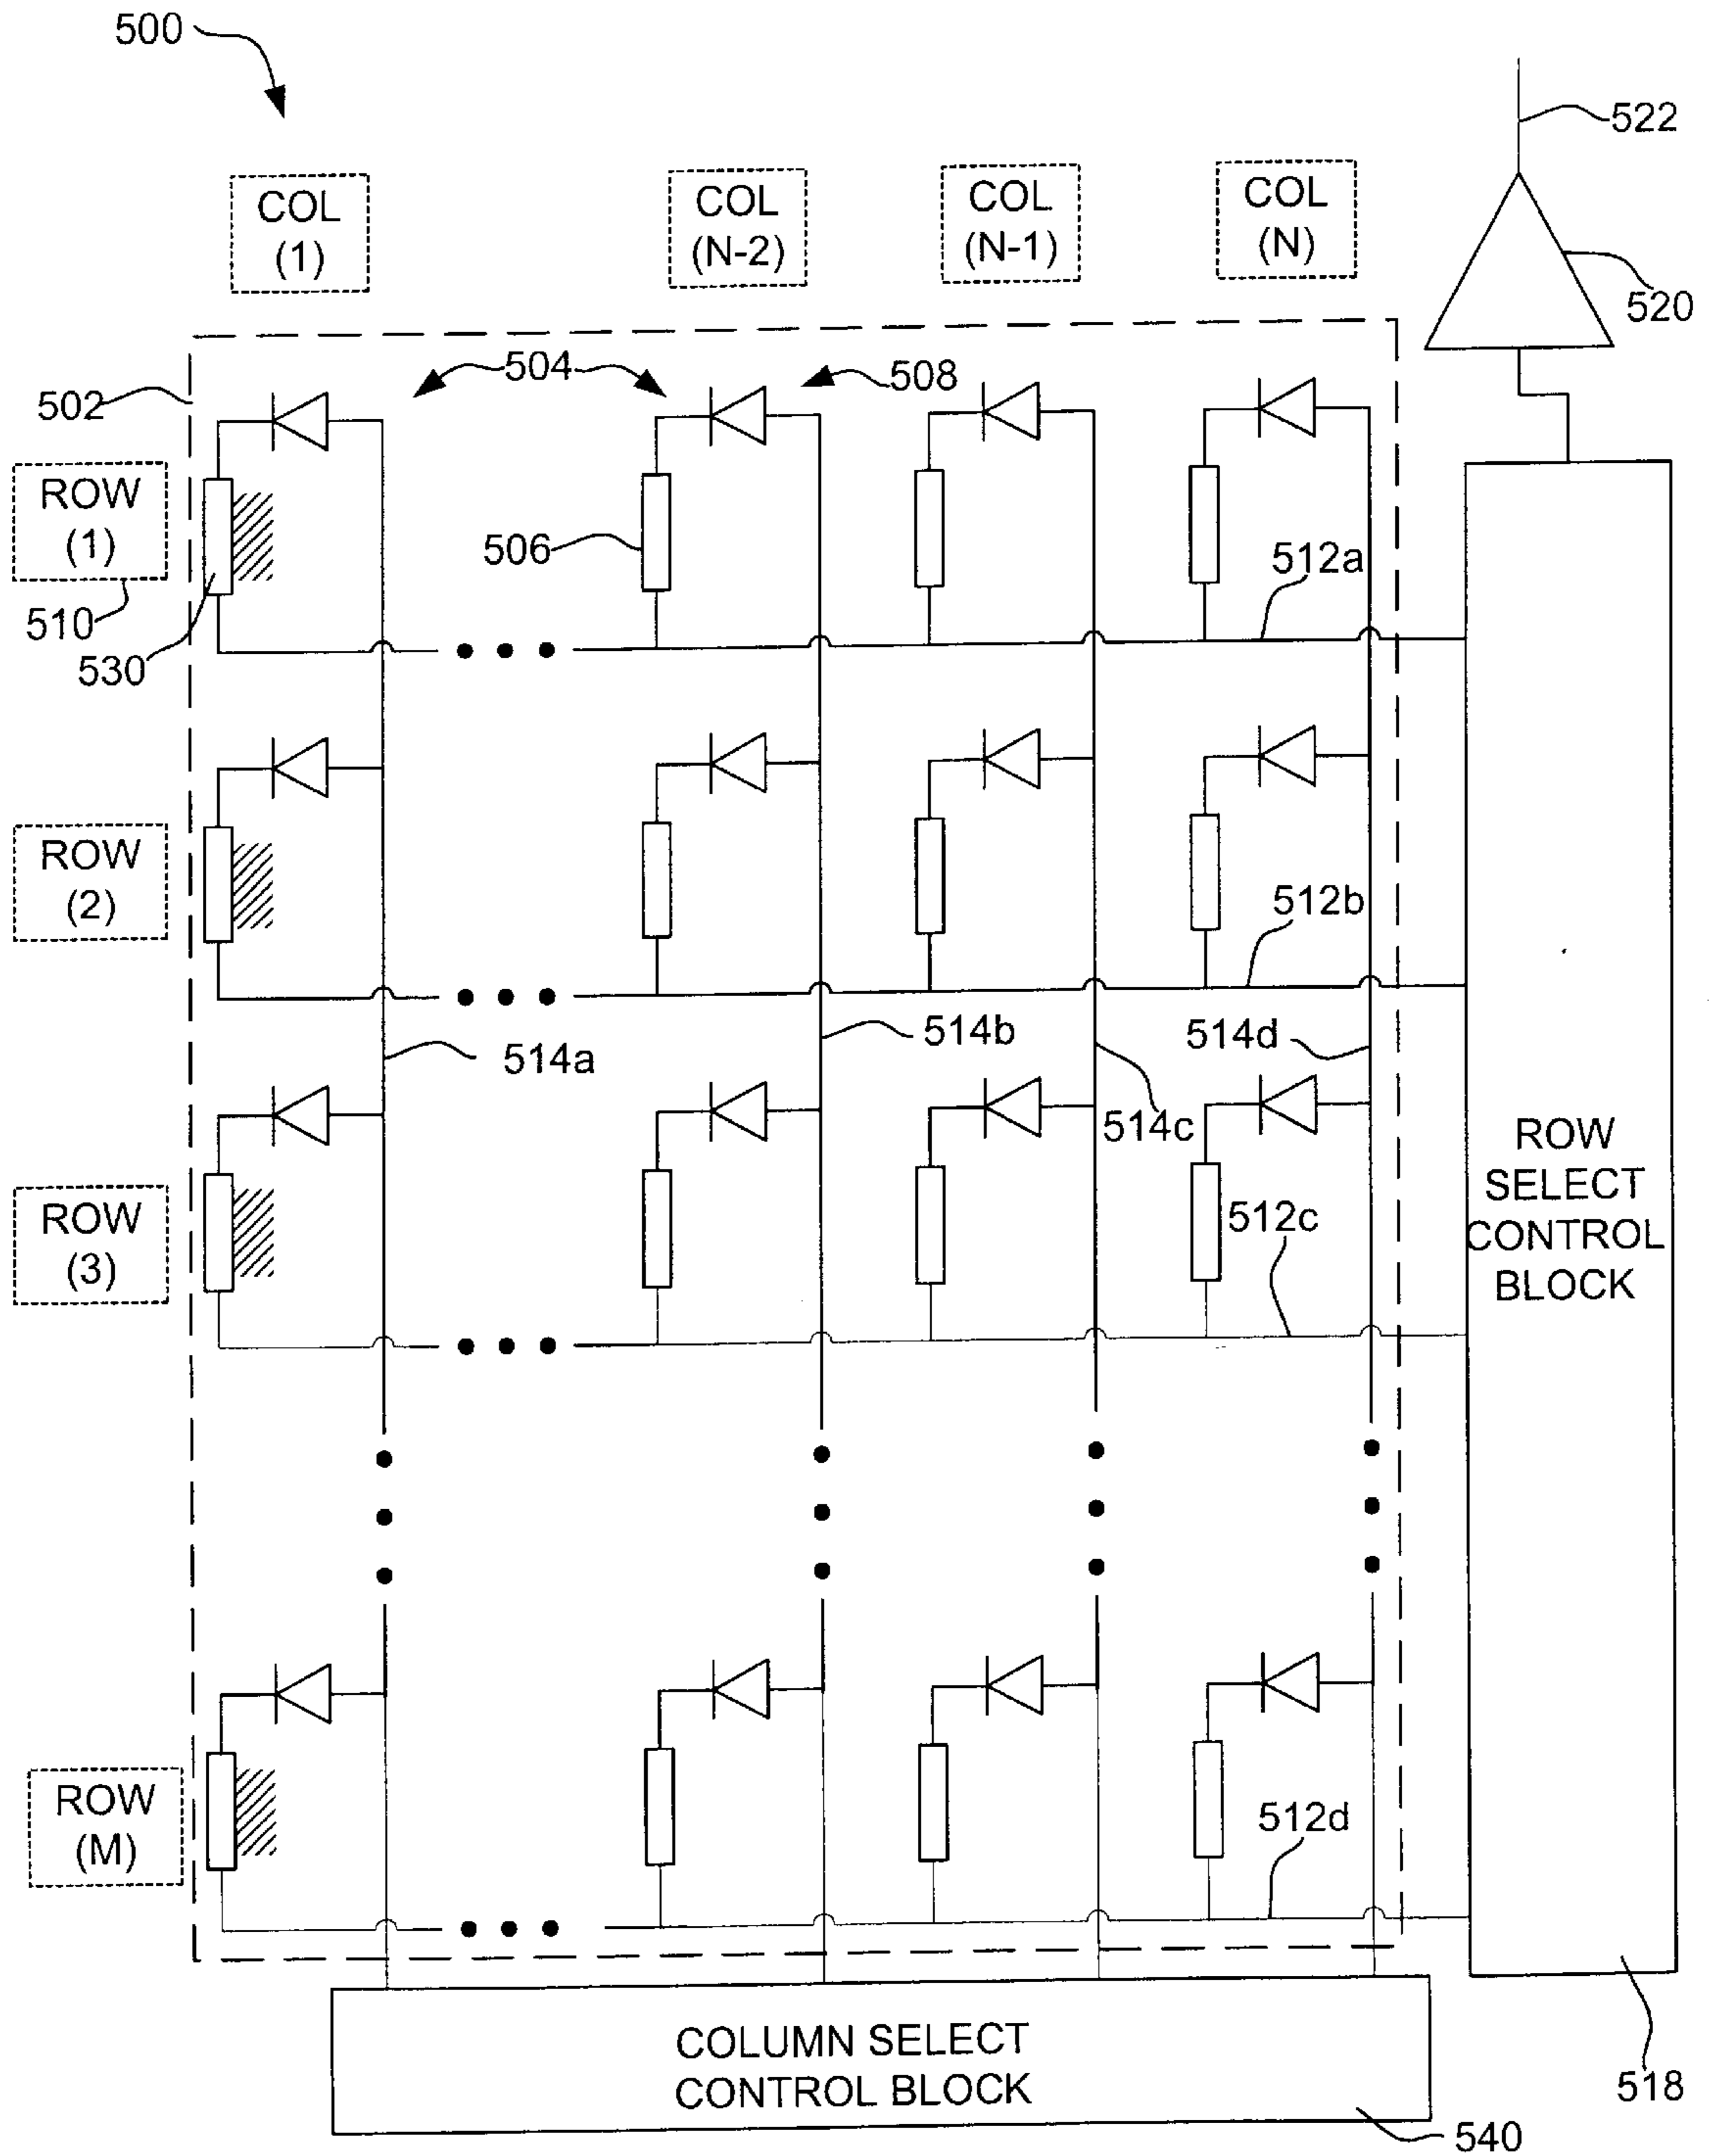 500
522
COL
(1)
COL
(N-2)
COL
(N-1)
COL
(N)
520
504
508
502
ROW
(1)
506
512a
510
530
ROW
(2)
512b
514a
514b
514d
514c
ROW
(3)
512c
ROW
SELECT
CONTROL
BLOCK
ROW
(M)
512d
COLUMN SELECT
CONTROL BLOCK
518
540